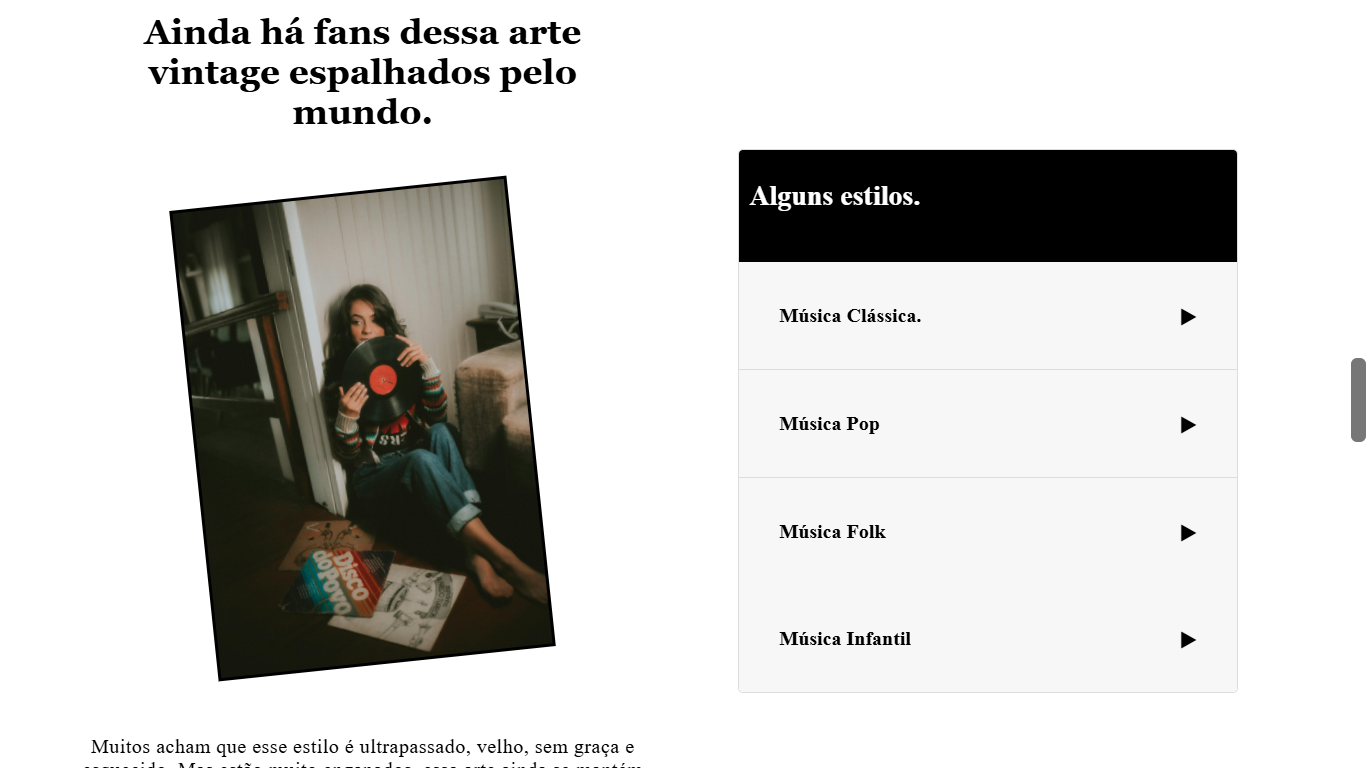 Ainda há fans dessa arte
vintage espalhados pelo
mundo.
Disco
do Povo
Muitos acham que esse estilo é ultrapassado, velho, sem graça e
Alguns estilos.
Música Clássica.
Música Pop
Música Folk
Música Infantil